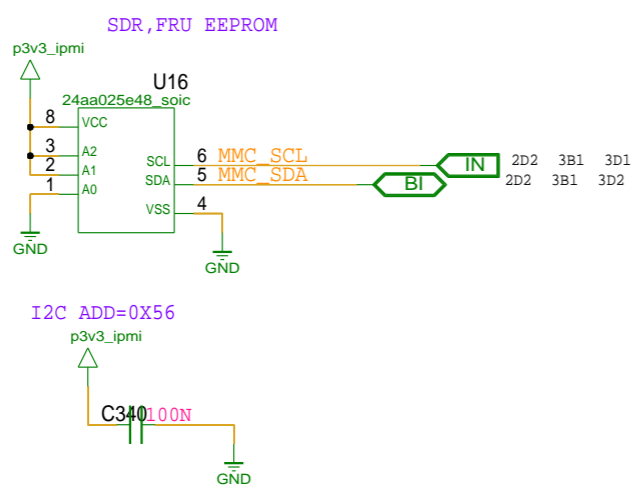 SDR,FRU EEPROM
p3v3_ipmi
U16
24aa025e48_soic
8 VCC
3 A2
2 A1
1 A0
SCL 6 MMC_SCL IN 2D2 3B1 3D1
SDA 5 MMC_SDA BI 2D2 3B1 3D2
VSS 4
GND
GND
I2C ADD=0X56
p3v3_ipmi
C340 100N
GND